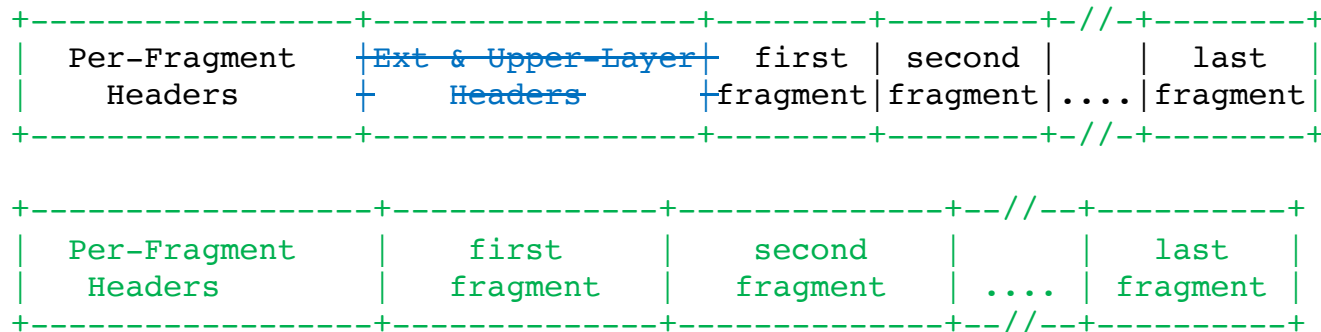 +------------------+-----------------+--------+--------+-//-+--------+
|  Per-Fragment    |Ext & Upper-Layer|  first | second |    |  last  |
|    Headers       |    Headers      |fragment|fragment|....|fragment|
+------------------+-----------------+--------+--------+-//-+--------+
+------------------+--------------+--------------+--//--+----------+
|  Per-Fragment    |    first     |    second    |      |   last   |
|   Headers        |   fragment   |   fragment   | .... | fragment |
+------------------+--------------+--------------+--//--+----------+